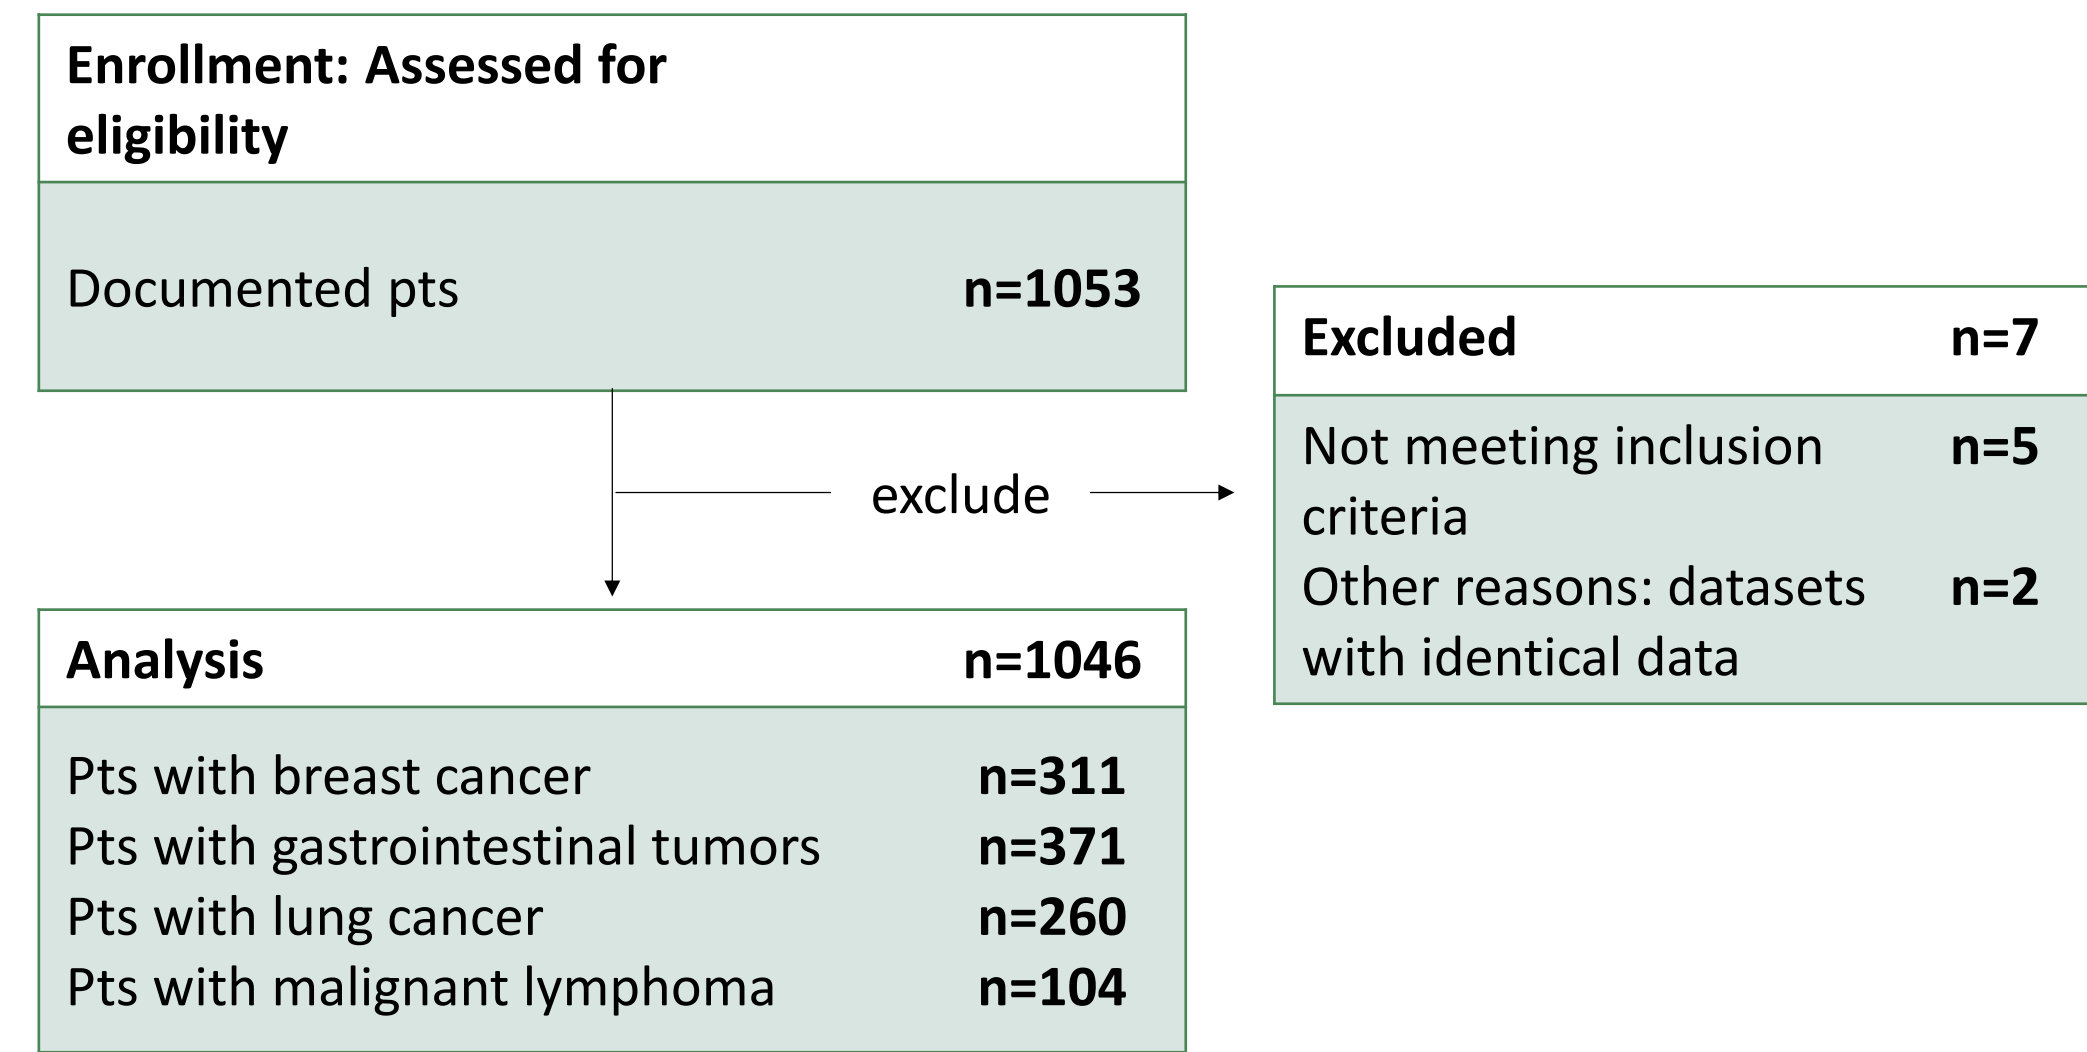 Enrollment: Assessed for
eligibility
Documented pts n=1053
exclude
Excluded n=7
Not meeting inclusion n=5
criteria
Other reasons: datasets n=2
with identical data
Analysis n=1046
Pts with breast cancer n=311
Pts with gastrointestinal tumors n=371
Pts with lung cancer n=260
Pts with malignant lymphoma n=104